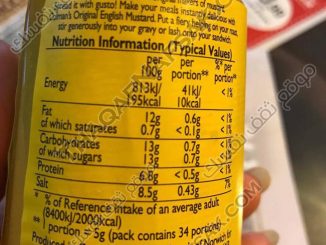 spread it with gusto! Make your meals instantly delicious with
Colman's Original English Mustard. Put a fiery helping on your roast,
stir generously into your gravy or lash onto your sandwich.
Nutrition Information (Typical Values)
per 100g per portion** %* per portion**
Energy 813kJ/ 41kJ/ <1%
195kcal 10kcal
Fat 12g 0.6g <1%
of which saturates 0.7g <0.1g <1%
Carbohydrates 13g 0.7g <1%
of which sugars 13g 0.7g <1%
Protein 6.8g <0.5g <1%
Salt 8.5g 0.43g 7%
* % of Reference intake of an average adult
(8400kJ/2000kcal)
** 1 portion = 5g (pack contains 34 portions)